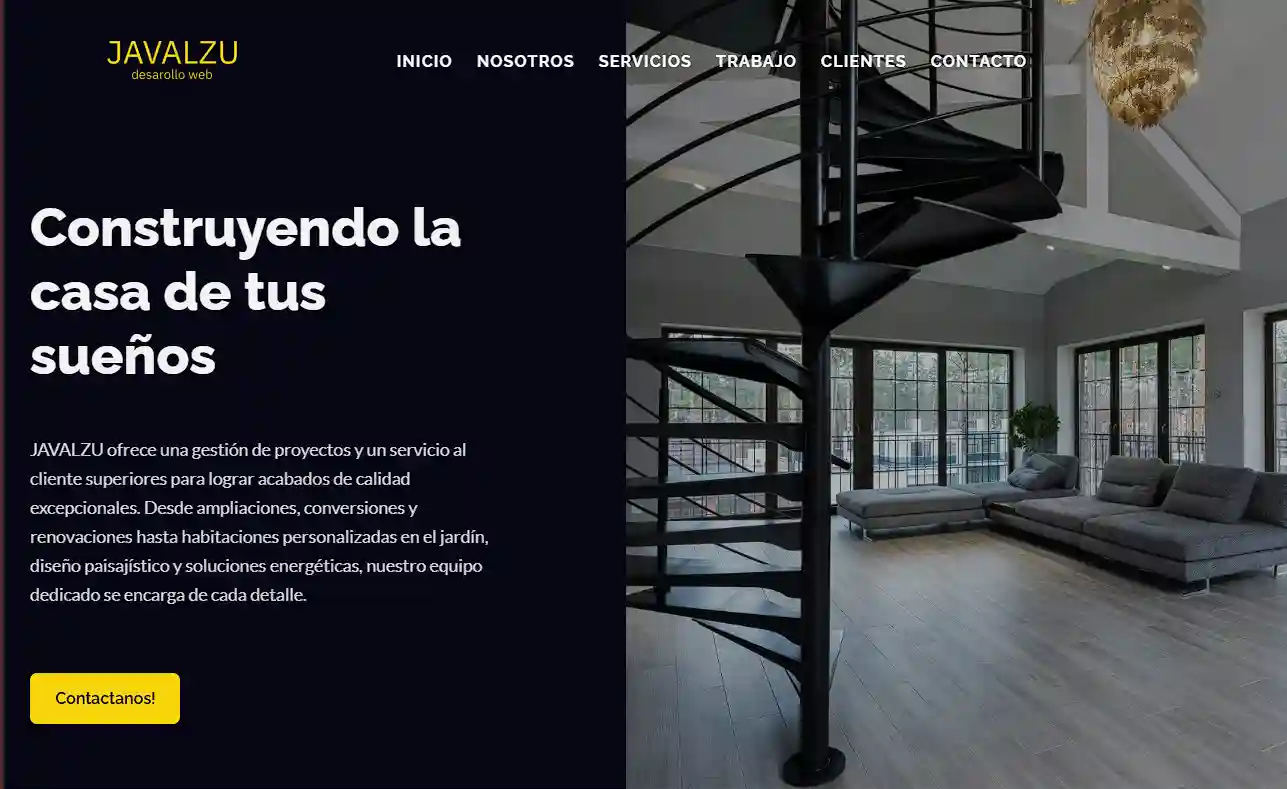 JAVALZU
desarollo web
INICIO NOSOTROS SERVICIOS TRABAJO CLIENTES CONTACTO
Construyendo la
casa de tus
sueños
JAVALZU ofrece una gestión de proyectos y un servicio al
cliente superiores para lograr acabados de calidad
excepcionales. Desde ampliaciones, conversiones y
renovaciones hasta habitaciones personalizadas en el jardín,
diseño paisajístico y soluciones energéticas, nuestro equipo
dedicado se encarga de cada detalle.
Contactanos!